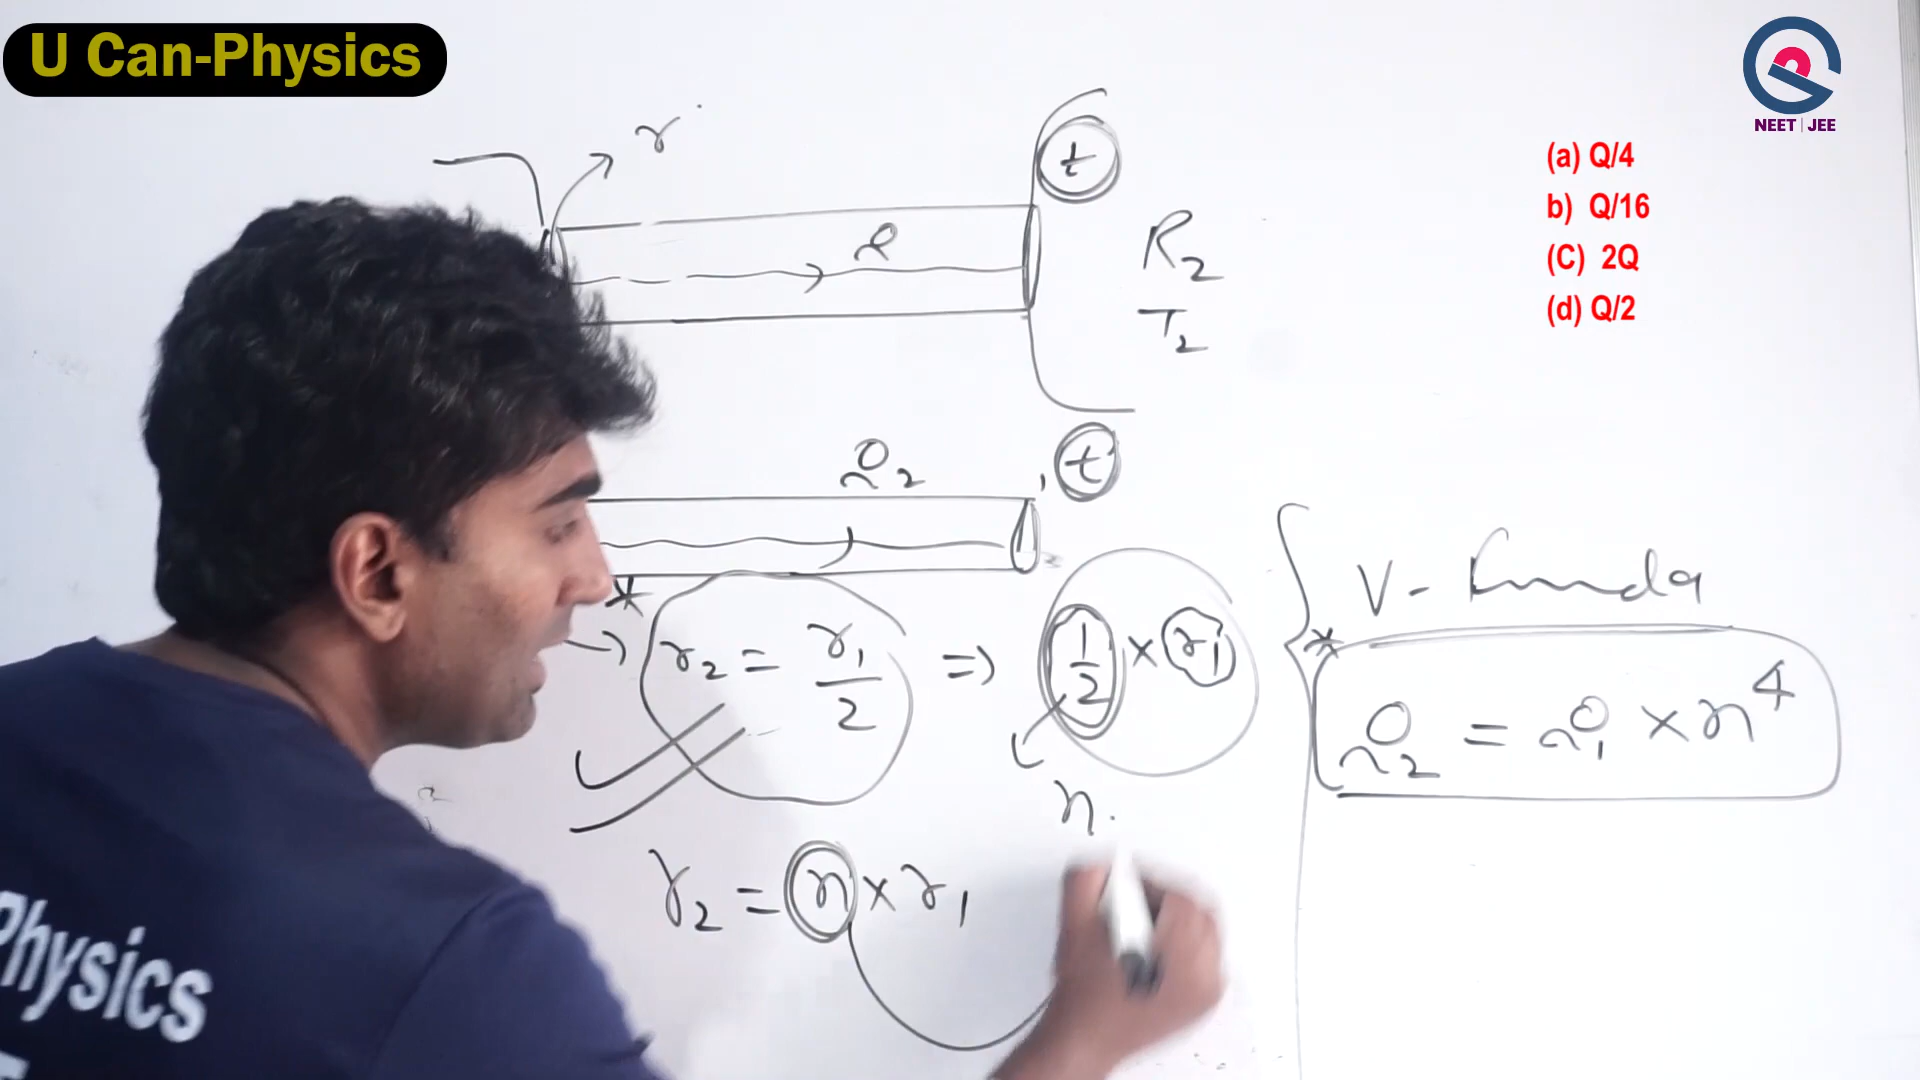 U Can-Physics
NEET | JEE
(a) Q/4
b) Q/16
(C) 2Q
(d) Q/2
r
t
Q
R₂
T₂
Q₂
t
r₂ = r₁/2 => 1/2 × r₁
n.
r₂ = n × r₁
V- Funda
* Q₂ = Q₁ × n⁴
Physics